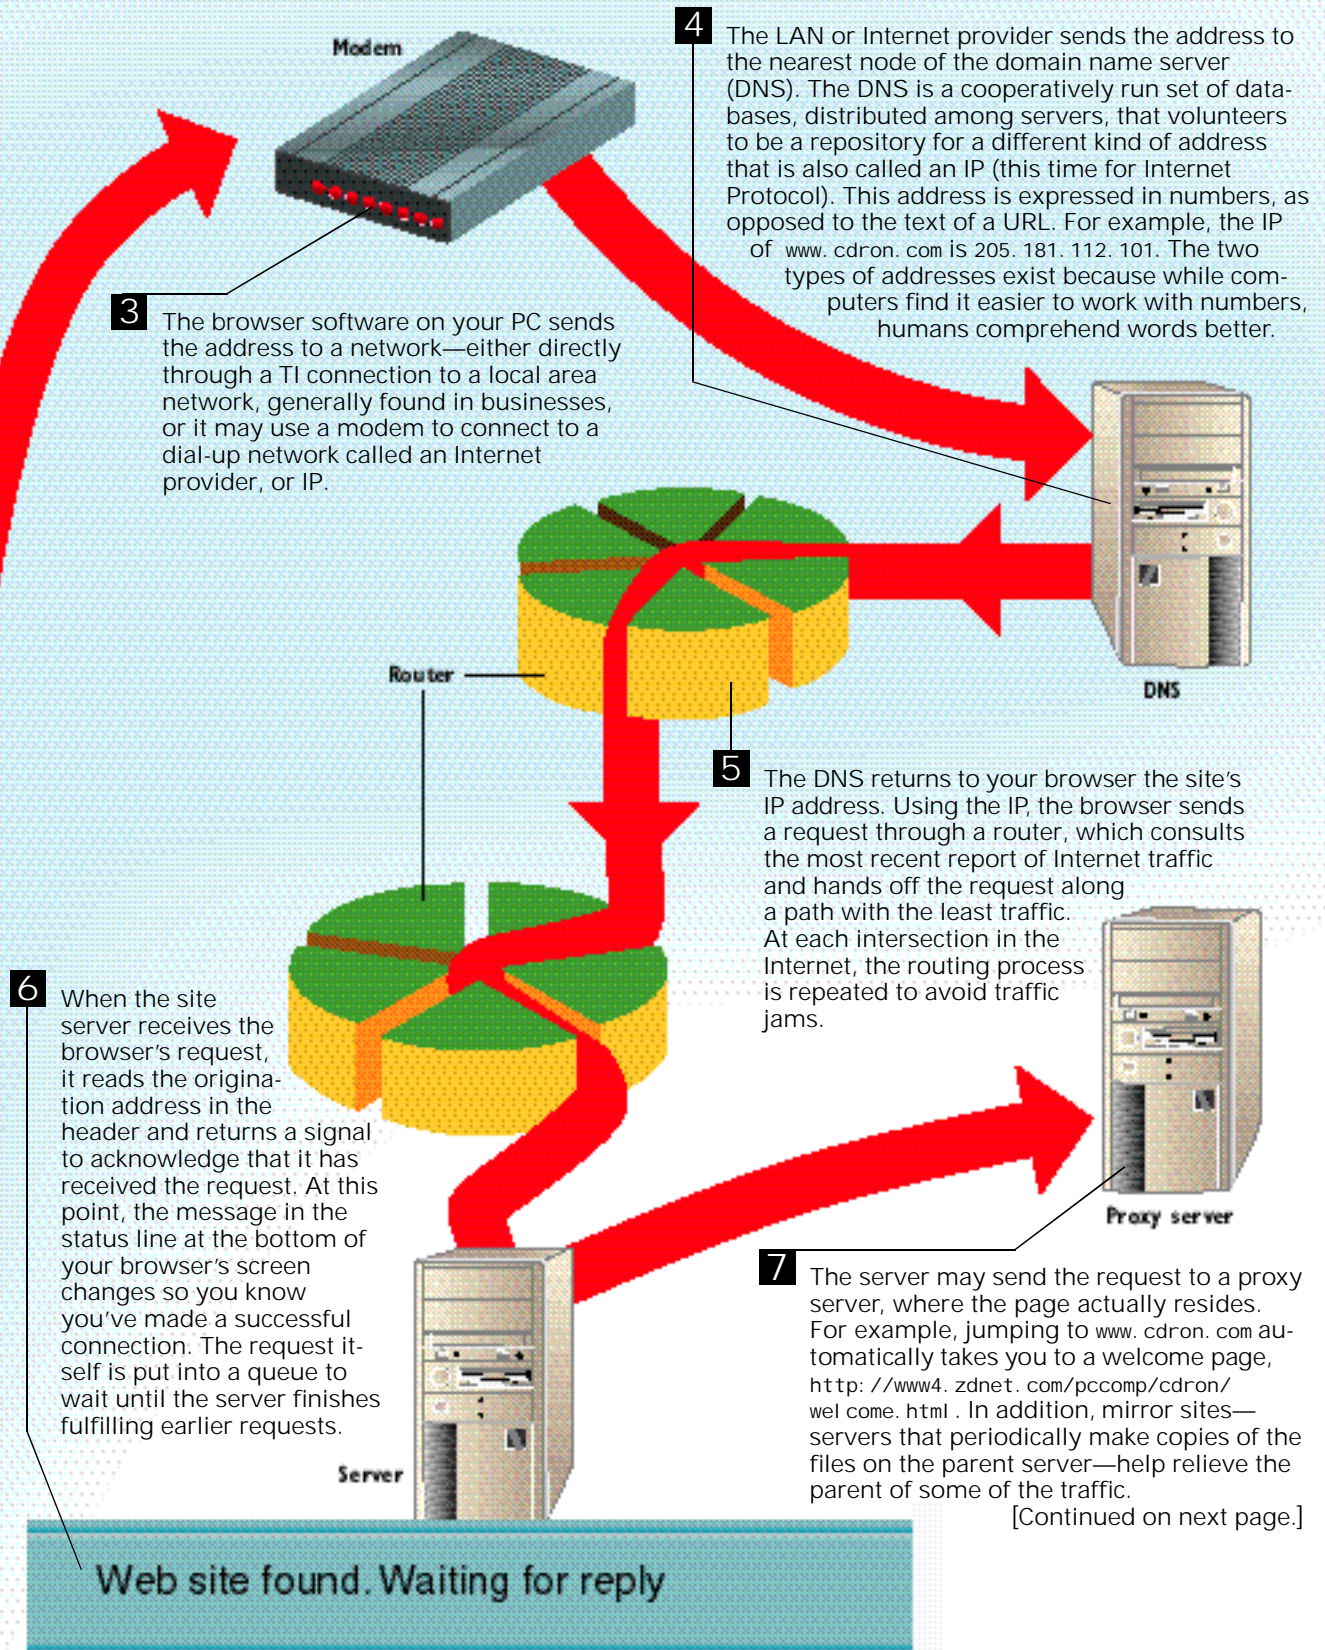 Modem
3
The browser software on your PC sends
the address to a network—either directly
through a TI connection to a local area
network, generally found in businesses,
or it may use a modem to connect to a
dial-up network called an Internet
provider, or IP.
4
The LAN or Internet provider sends the address to
the nearest node of the domain name server
(DNS). The DNS is a cooperatively run set of data-
bases, distributed among servers, that volunteers
to be a repository for a different kind of address
that is also called an IP (this time for Internet
Protocol). This address is expressed in numbers, as
opposed to the text of a URL. For example, the IP
of www.cdron.com is 205.181.112.101. The two
types of addresses exist because while com-
puters find it easier to work with numbers,
humans comprehend words better.
DNS
Router
5
The DNS returns to your browser the site's
IP address. Using the IP, the browser sends
a request through a router, which consults
the most recent report of Internet traffic
and hands off the request along
a path with the least traffic.
At each intersection in the
Internet, the routing process
is repeated to avoid traffic
jams.
6
When the site
server receives the
browser's request,
it reads the origina-
tion address in the
header and returns a signal
to acknowledge that it has
received the request. At this
point, the message in the
status line at the bottom of
your browser's screen
changes so you know
you've made a successful
connection. The request it-
self is put into a queue to
wait until the server finishes
fulfilling earlier requests.
Server
Proxy server
7
The server may send the request to a proxy
server, where the page actually resides.
For example, jumping to www.cdron.com au-
tomatically takes you to a welcome page,
http://www4.zdnet.com/pccomp/cdron/
welcome.html. In addition, mirror sites—
servers that periodically make copies of the
files on the parent server—help relieve the
parent of some of the traffic.
[Continued on next page.]
Web site found. Waiting for reply